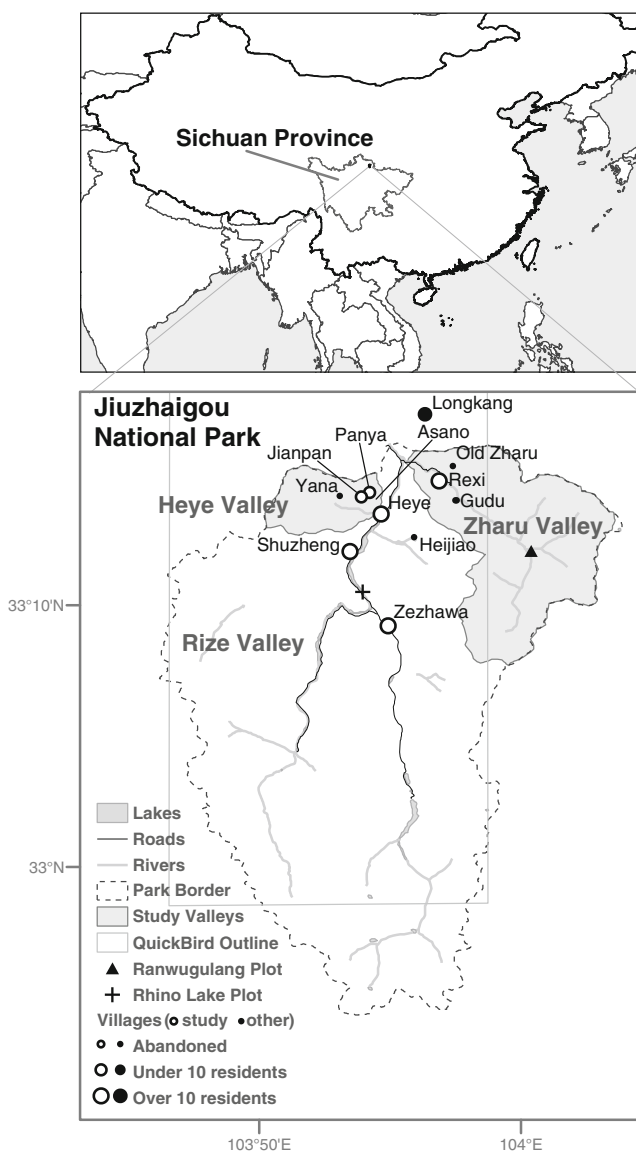 Sichuan Province
Jiuzhaigou
National Park
Longkang
Panya
Asano
Jianpan
Old Zharu
Yana
Rexi
Heye Valley
Heye
Gudu
Zharu Valley
Shuzheng
Heijiao
33°10'
Zezhawa
Rize Valley
Lakes
Roads
33°N
Rivers
Park Border
Study Valleys
QuickBird Outline
Ranwugulang Plot
Rhino Lake Plot
Villages ( study other)
Abandoned
Under 10 residents
Over 10 residents
103°50'E
104°E